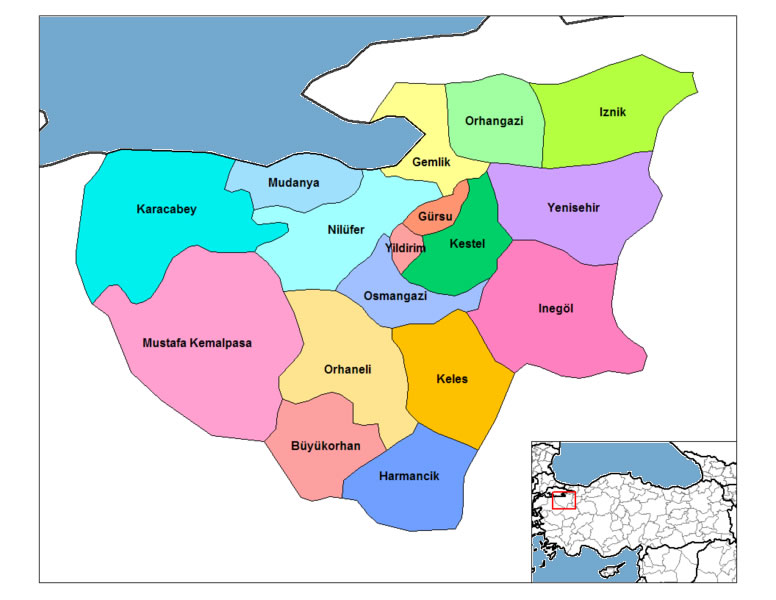 Iznik
Orhangazi
Gemlik
Mudanya
Karacabey
Yenisehir
Gürsu
Nilüfer
Yildirim
Kestel
Osmangazi
Inegöl
Mustafa Kemalpasa
Orhaneli
Keles
Büyükorhan
Harmancik